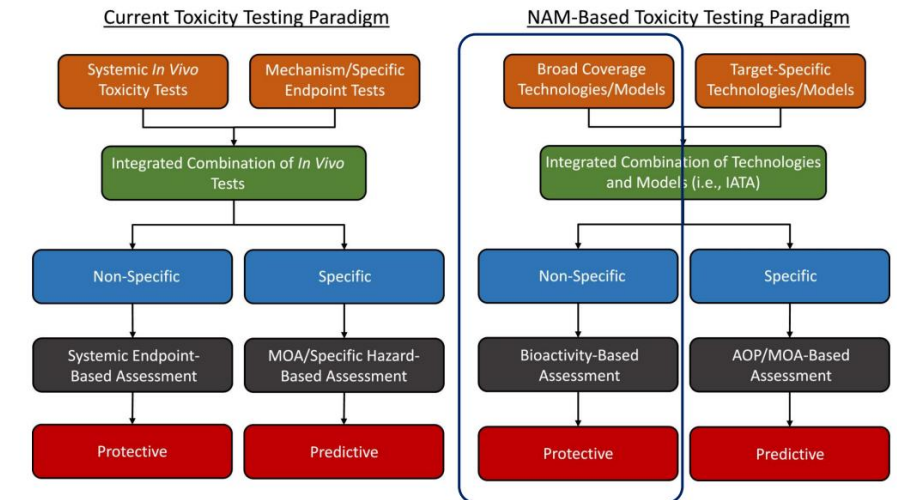 Current Toxicity Testing Paradigm
Systemic In Vivo
Toxicity Tests
Mechanism/Specific
Endpoint Tests
Integrated Combination of In Vivo
Tests
Non-Specific
Specific
Systemic Endpoint-
Based Assessment
MOA/Specific Hazard-
Based Assessment
Protective
Predictive
NAM-Based Toxicity Testing Paradigm
Broad Coverage
Technologies/Models
Target-Specific
Technologies/Models
Integrated Combination of Technologies
and Models (i.e., IATA)
Non-Specific
Specific
Bioactivity-Based
Assessment
AOP/MOA-Based
Assessment
Protective
Predictive